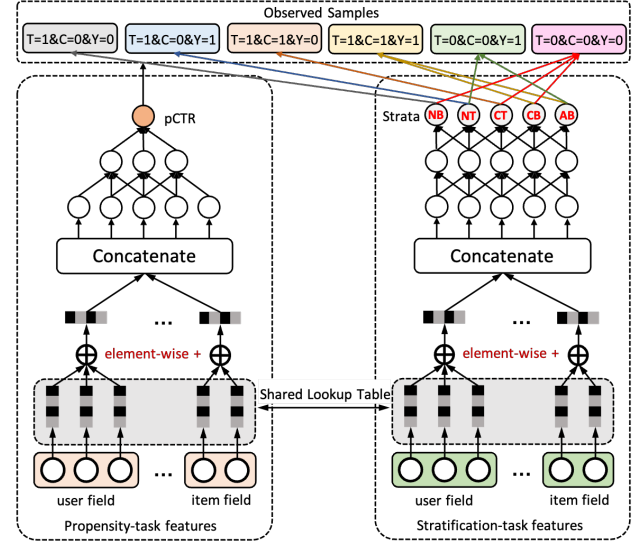 Observed Samples
T=1&C=0&Y=0 T=1&C=0&Y=1 T=1&C=1&Y=0 T=1&C=1&Y=1 T=0&C=0&Y=1 T=0&C=0&Y=0
pCTR
Strata NB NT CT CB AB
Concatenate Concatenate
... ...
element-wise + element-wise +
Shared Lookup Table
... ...
user field item field user field item field
Propensity-task features Stratification-task features